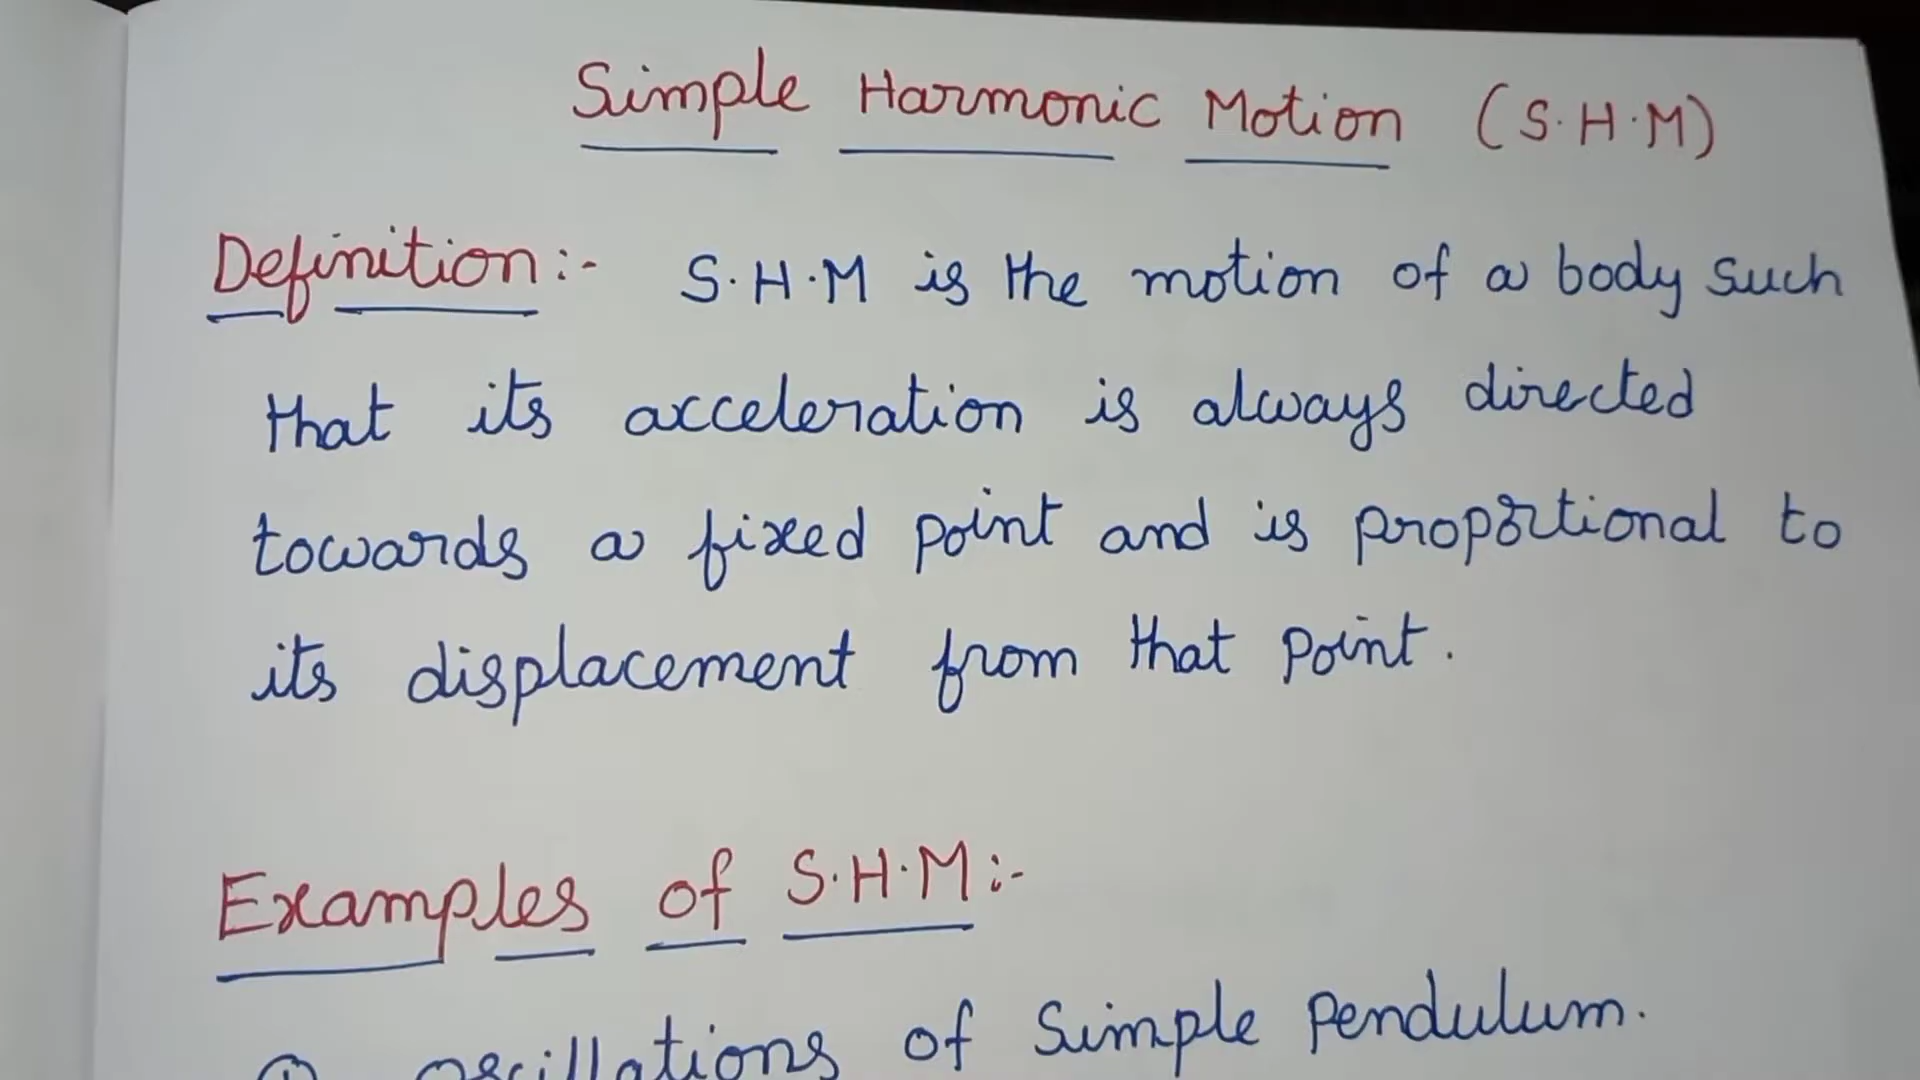 Simple Harmonic Motion (S.H.M)
Definition:- S.H.M is the motion of a body such
that its acceleration is always directed
towards a fixed point and is proportional to
its displacement from that point.
Examples of S.H.M:-
① oscillations of Simple Pendulum.